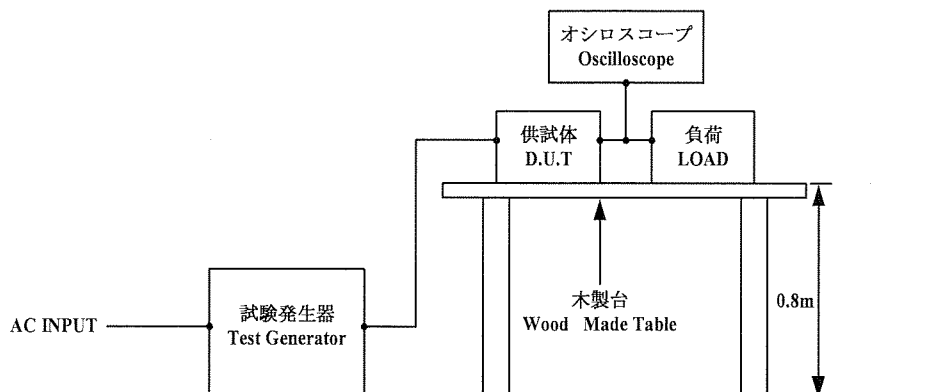 オシロスコープ
Oscilloscope
供試体
D.U.T
負荷
LOAD
木製台
Wood Made Table
0.8m
AC INPUT
試験発生器
Test Generator